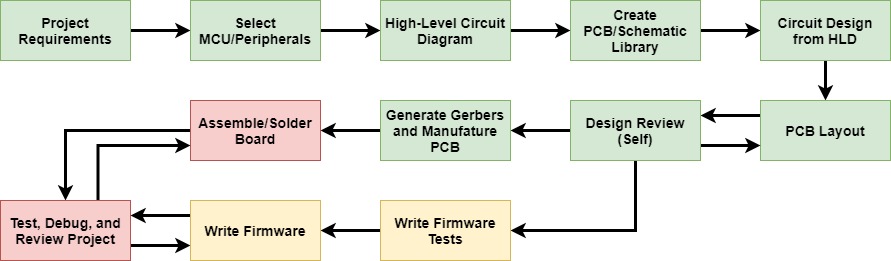 Project
Requirements
Select
MCU/Peripherals
High-Level Circuit
Diagram
Create
PCB/Schematic
Library
Circuit Design
from HLD
Assemble/Solder
Board
Generate Gerbers
and Manufature
PCB
Design Review
(Self)
PCB Layout
Test, Debug, and
Review Project
Write Firmware
Write Firmware
Tests